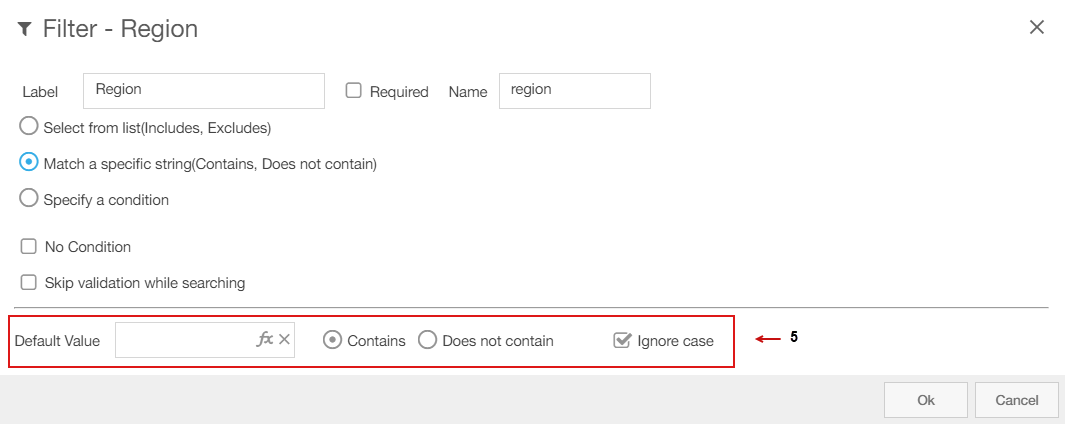 Filter - Region
Label Region Required Name region
Select from list(Includes, Excludes)
Match a specific string(Contains, Does not contain)
Specify a condition
No Condition
Skip validation while searching
Default Value fx Contains Does not contain Ignore case 5
Ok Cancel